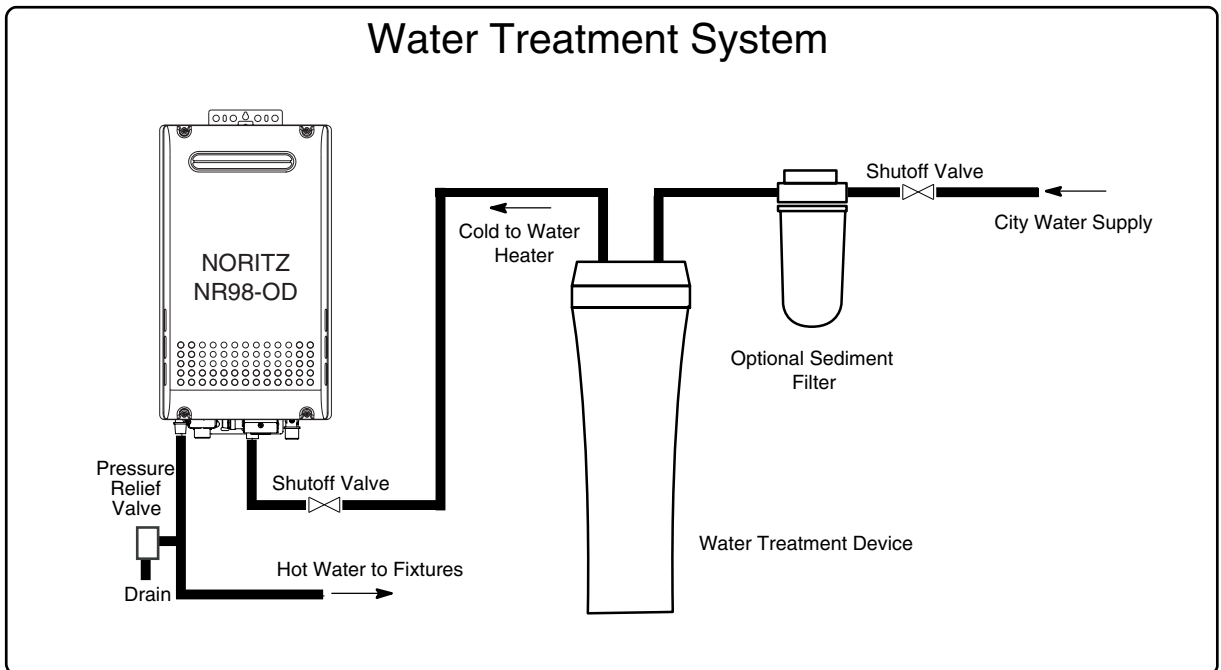 Water Treatment System
Shutoff Valve
City Water Supply
Cold to Water
Heater
NORITZ
NR98-OD
Optional Sediment
Filter
Pressure
Relief
Valve
Shutoff Valve
Water Treatment Device
Hot Water to Fixtures
Drain